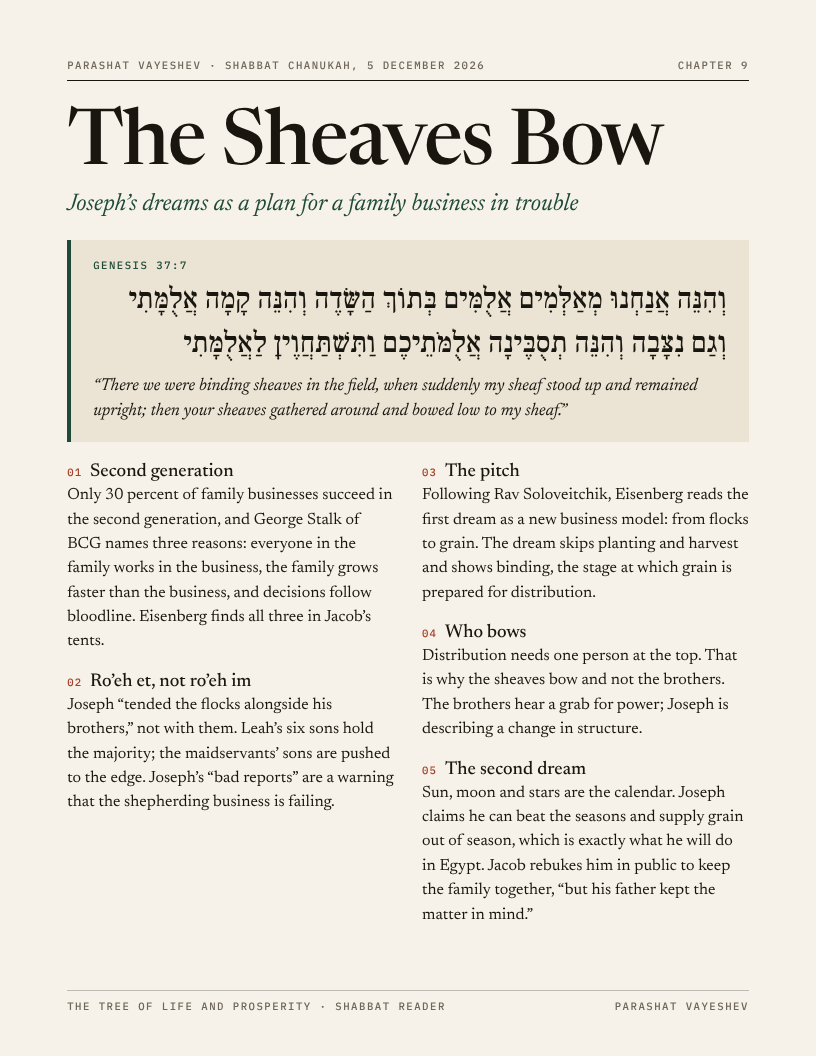 PARASHAT VAYESHEV · SHABBAT CHANUKAH, 5 DECEMBER 2026
CHAPTER 9
The Sheaves Bow
Joseph’s dreams as a plan for a family business in trouble
GENESIS 37:7
וְהִנֵּה אֲנַחְנוּ מְאַלְּמִים אֲלֻמִּים בְּתוֹךְ הַשָּׂדֶה וְהִנֵּה קָמָה אֲלֻמָּתִי
וְגַם נִצָּבָה וְהִנֵּה תְסֻבֶּינָה אֲלֻמֹּתֵיכֶם וַתִּשְׁתַּחֲוֶיןָ לַאֲלֻמָּתִי
“There we were binding sheaves in the field, when suddenly my sheaf stood up and remained
upright; then your sheaves gathered around and bowed low to my sheaf.”
01 Second generation
Only 30 percent of family businesses succeed in
the second generation, and George Stalk of
BCG names three reasons: everyone in the
family works in the business, the family grows
faster than the business, and decisions follow
bloodline. Eisenberg finds all three in Jacob’s
tents.
02 Ro’eh et, not ro’eh im
Joseph “tended the flocks alongside his
brothers,” not with them. Leah’s six sons hold
the majority; the maidservants’ sons are pushed
to the edge. Joseph’s “bad reports” are a warning
that the shepherding business is failing.
03 The pitch
Following Rav Soloveitchik, Eisenberg reads the
first dream as a new business model: from flocks
to grain. The dream skips planting and harvest
and shows binding, the stage at which grain is
prepared for distribution.
04 Who bows
Distribution needs one person at the top. That
is why the sheaves bow and not the brothers.
The brothers hear a grab for power; Joseph is
describing a change in structure.
05 The second dream
Sun, moon and stars are the calendar. Joseph
claims he can beat the seasons and supply grain
out of season, which is exactly what he will do
in Egypt. Jacob rebukes him in public to keep
the family together, “but his father kept the
matter in mind.”
THE TREE OF LIFE AND PROSPERITY · SHABBAT READER
PARASHAT VAYESHEV